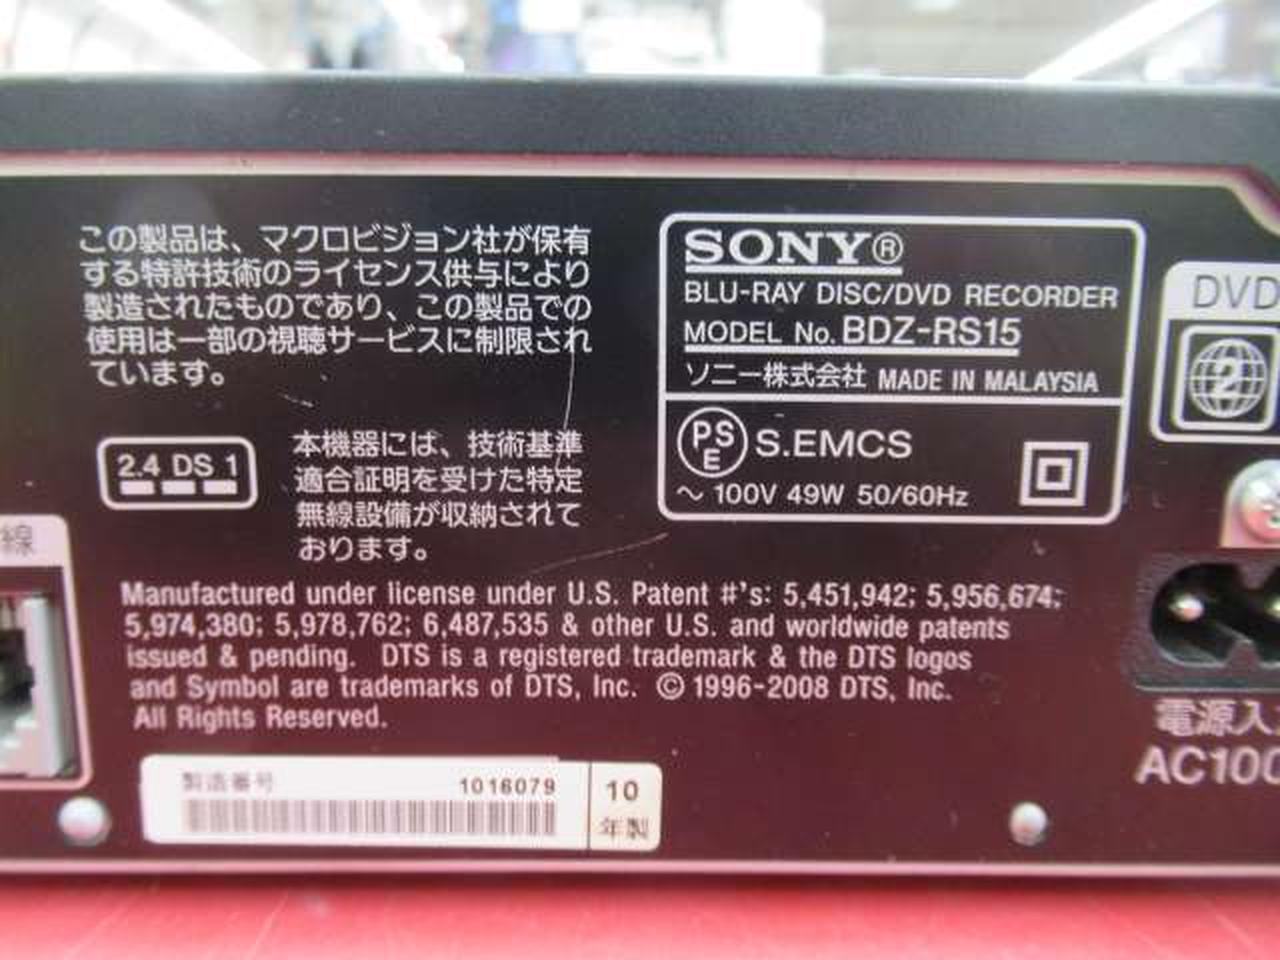 この製品は、マクロビジョン社が保有
する特許技術のライセンス供与により
製造されたものであり、この製品での
使用は一部の視聴サービスに制限され
ています。
2.4 DS 1
本機器には、技術基準
適合証明を受けた特定
無線設備が収納されて
おります。
線
SONY®
BLU-RAY DISC/DVD RECORDER
MODEL No. BDZ-RS15
ソニー株式会社 MADE IN MALAYSIA
PSE S.EMCS
~ 100V 49W 50/60Hz
DVD
2
Manufactured under license under U.S. Patent #'s: 5,451,942; 5,956,674;
5,974,380; 5,978,762; 6,487,535 & other U.S. and worldwide patents
issued & pending. DTS is a registered trademark & the DTS logos
and Symbol are trademarks of DTS, Inc. © 1996-2008 DTS, Inc.
All Rights Reserved.
電源入
AC100
製造番号 1016079
10
年製